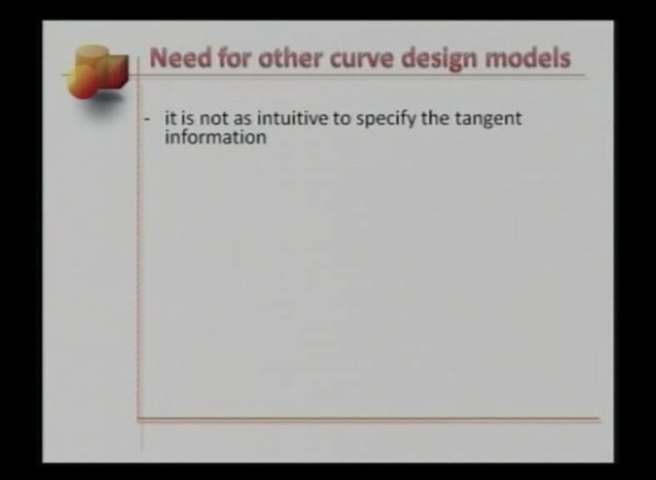 Need for other curve design models
- it is not as intuitive to specify the tangent
information